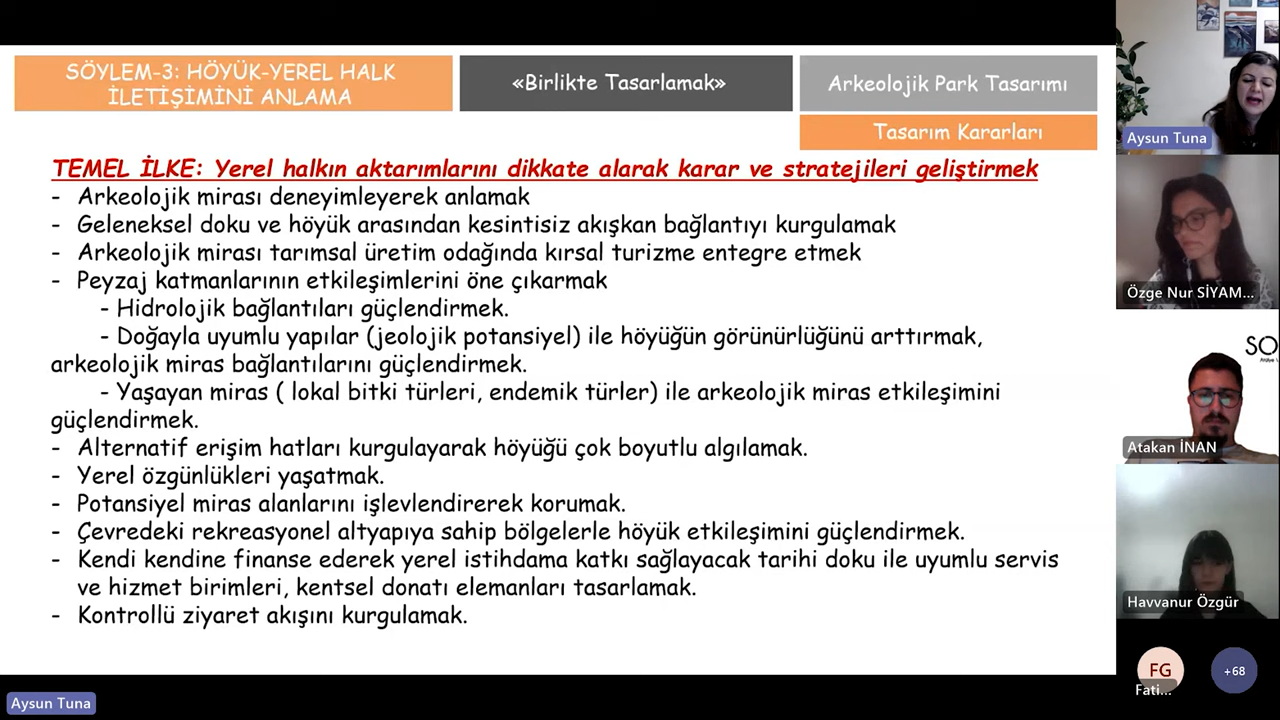 SÖYLEM-3: HÖYÜK-YEREL HALK
İLETİŞİMİNİ ANLAMA
«Birlikte Tasarlamak»
Arkeolojik Park Tasarımı
Tasarım Kararları
TEMEL İLKE: Yerel halkın aktarımlarını dikkate alarak karar ve stratejileri geliştirmek
- Arkeolojik mirası deneyimleyerek anlamak
- Geleneksel doku ve höyük arasından kesintisiz akışkan bağlantıyı kurgulamak
- Arkeolojik mirası tarımsal üretim odağında kırsal turizme entegre etmek
- Peyzaj katmanlarının etkileşimlerini öne çıkarmak
- Hidrolojik bağlantıları güçlendirmek.
- Doğayla uyumlu yapılar (jeolojik potansiyel) ile höyüğün görünürlüğünü arttırmak,
arkeolojik miras bağlantılarını güçlendirmek.
- Yaşayan miras ( lokal bitki türleri, endemik türler) ile arkeolojik miras etkileşimini
güçlendirmek.
- Alternatif erişim hatları kurgulayarak höyüğü çok boyutlu algılamak.
- Yerel özgünlükleri yaşatmak.
- Potansiyel miras alanlarını işlevlendirerek korumak.
- Çevredeki rekreasyonel altyapıya sahip bölgelerle höyük etkileşimini güçlendirmek.
- Kendi kendine finanse ederek yerel istihdama katkı sağlayacak tarihi doku ile uyumlu servis
ve hizmet birimleri, kentsel donatı elemanları tasarlamak.
- Kontrollü ziyaret akışını kurgulamak.
Aysun Tuna
Özge Nur SİYAM...
SO
Atakan İNAN
Havvanur Özgür
FG
Fati...
+68
Aysun Tuna